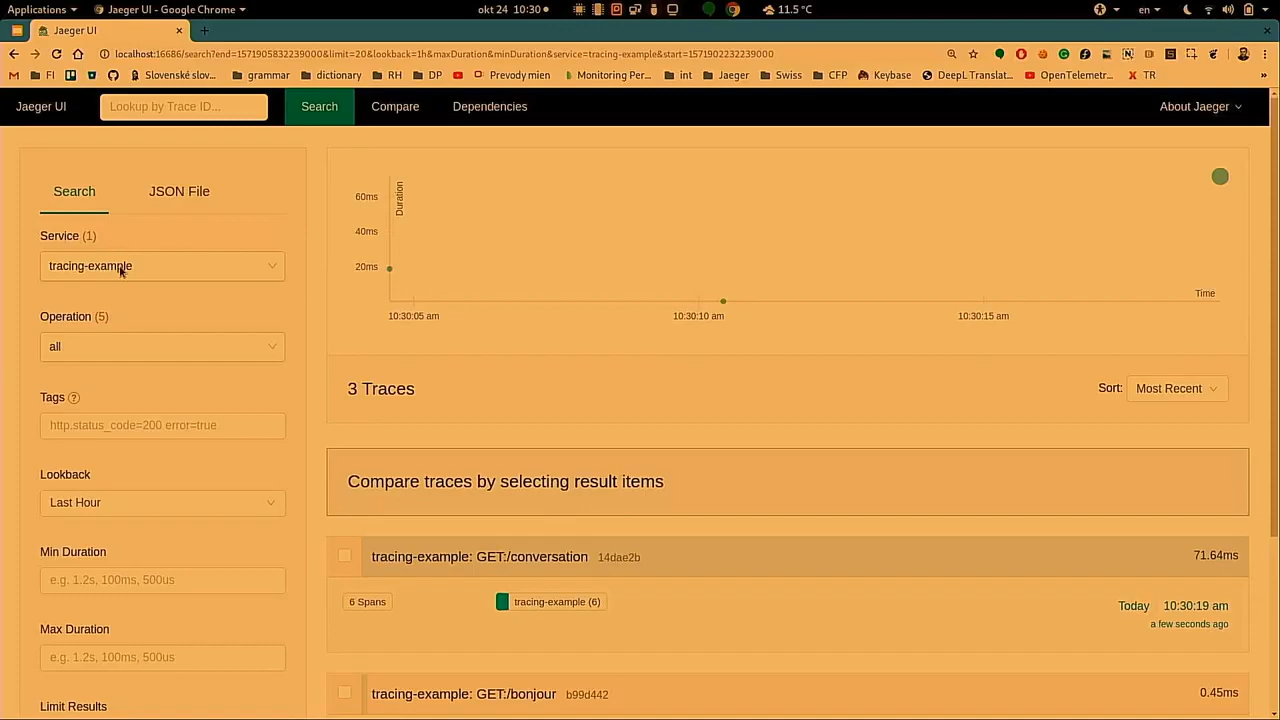 Applications
Jaeger UI - Google Chrome
okt 24 10:30
11.5 °C
en
Jaeger UI
localhost:16686/search?end=1571905832239000&limit=20&lookback=1h&maxDuration&minDuration&service=tracing-example&start=1571902232239000
FI
Slovenské slov...
grammar
dictionary
RH
DP
Prevody mien
Monitoring Per...
int
Jaeger
Swiss
CFP
Keybase
DeepL Translat...
OpenTelemetr...
TR
»
Jaeger UI
Lookup by Trace ID...
Search
Compare
Dependencies
About Jaeger
Search
JSON File
Service (1)
tracing-example
Operation (5)
all
Tags ?
http.status_code=200 error=true
Lookback
Last Hour
Min Duration
e.g. 1.2s, 100ms, 500us
Max Duration
e.g. 1.2s, 100ms, 500us
Limit Results
Duration
60ms
40ms
20ms
Time
10:30:05 am
10:30:10 am
10:30:15 am
3 Traces
Sort: Most Recent
Compare traces by selecting result items
tracing-example: GET:/conversation 14dae2b
71.64ms
6 Spans
tracing-example (6)
Today 10:30:19 am
a few seconds ago
tracing-example: GET:/bonjour b99d442
0.45ms